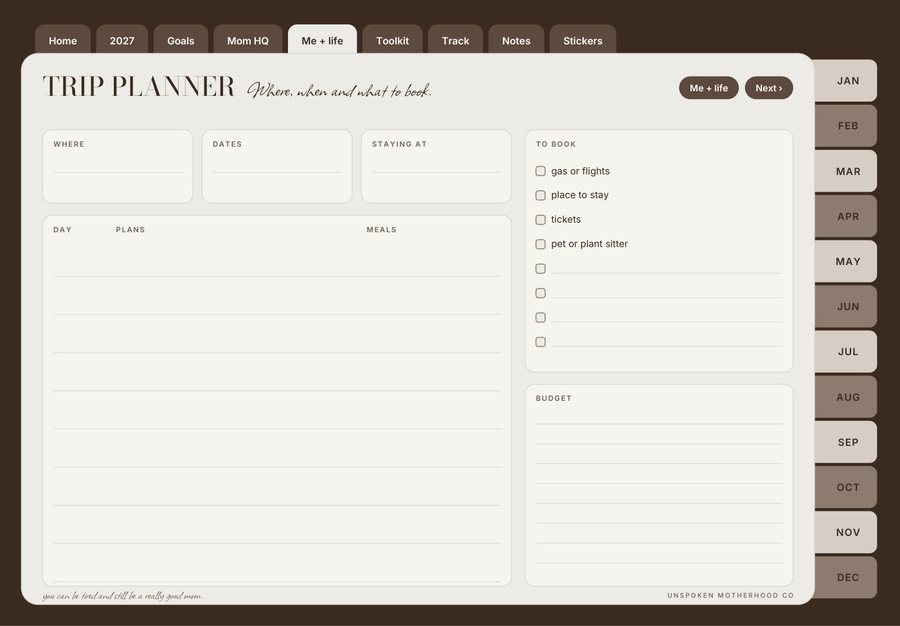 Home 2027 Goals Mom HQ Me + life Toolkit Track Notes Stickers
TRIP PLANNER Where, when and what to book. Me + life Next ›
WHERE DATES STAYING AT
DAY PLANS MEALS
TO BOOK
gas or flights
place to stay
tickets
pet or plant sitter
BUDGET
JAN
FEB
MAR
APR
MAY
JUN
JUL
AUG
SEP
OCT
NOV
DEC
you can be tired and still be a really good mom.
UNSPOKEN MOTHERHOOD CO